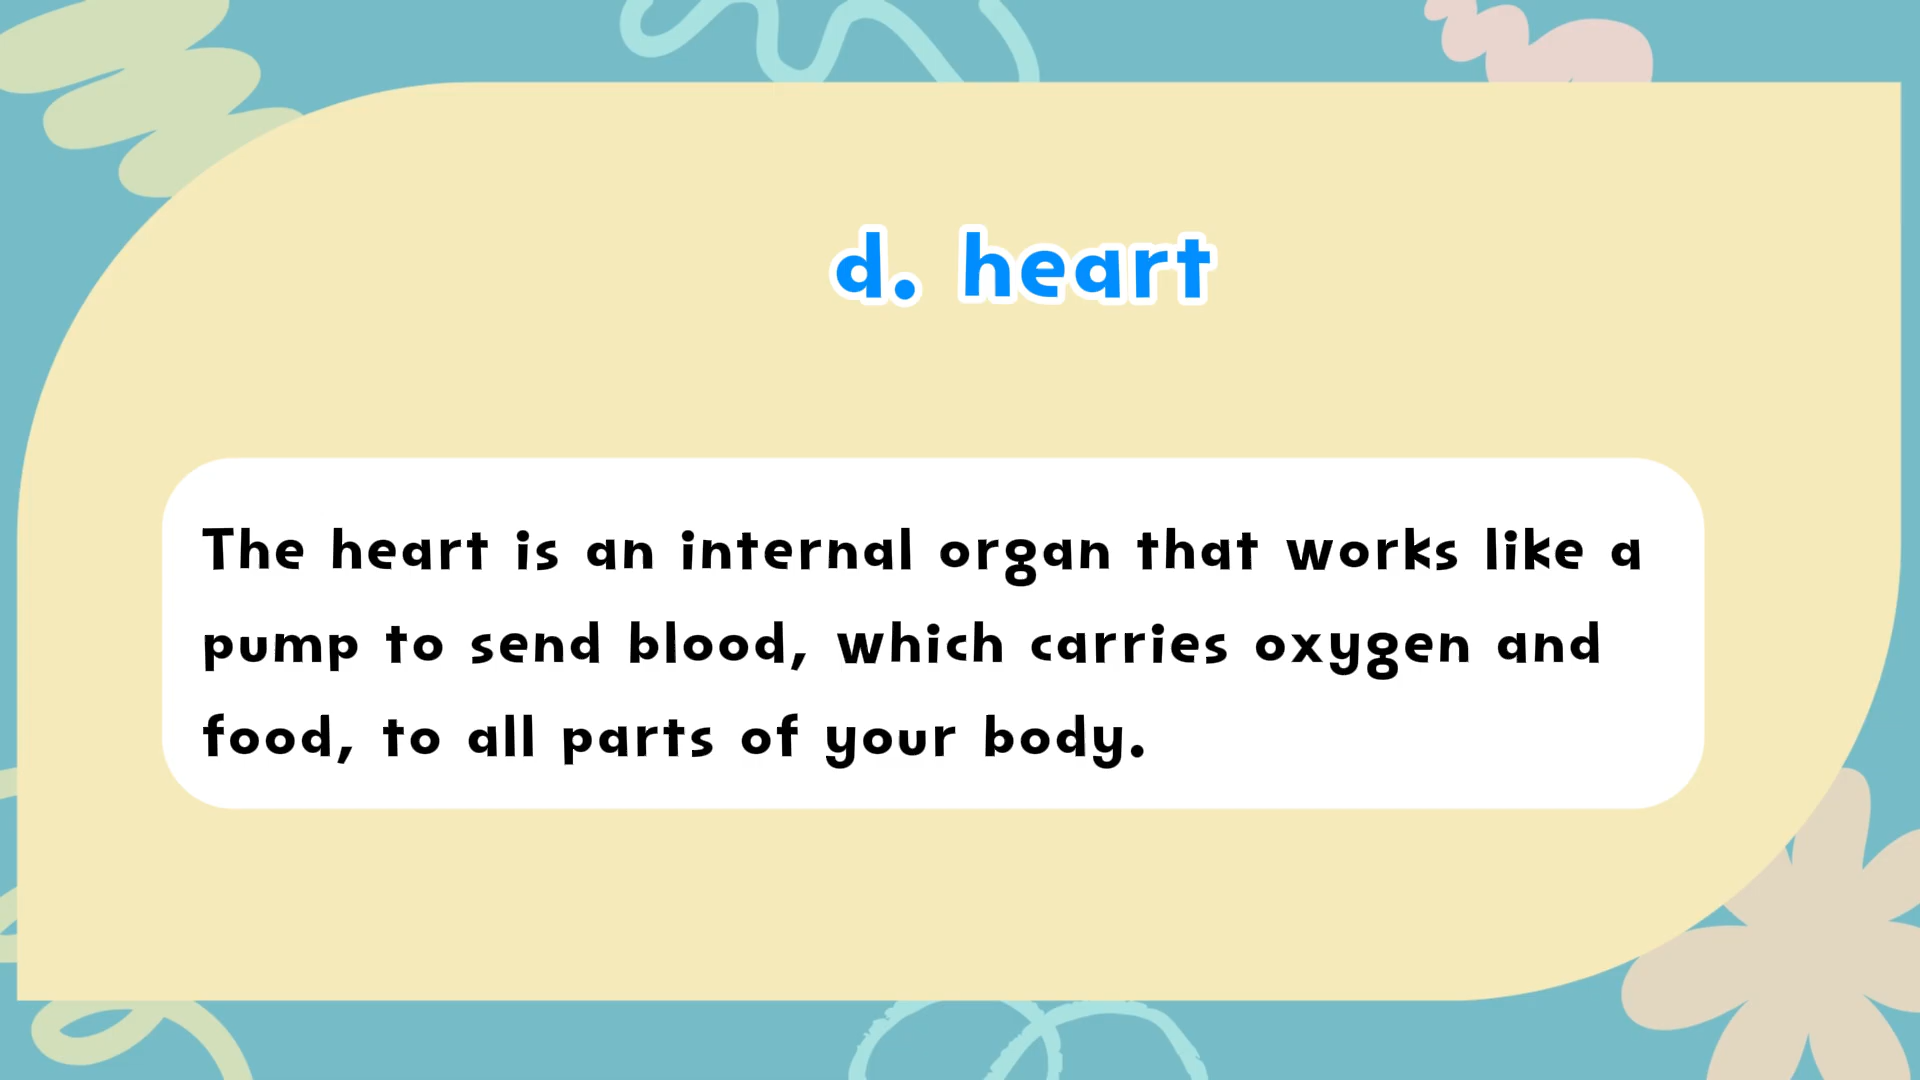 d. heart
The heart is an internal organ that works like a
pump to send blood, which carries oxygen and
food, to all parts of your body.